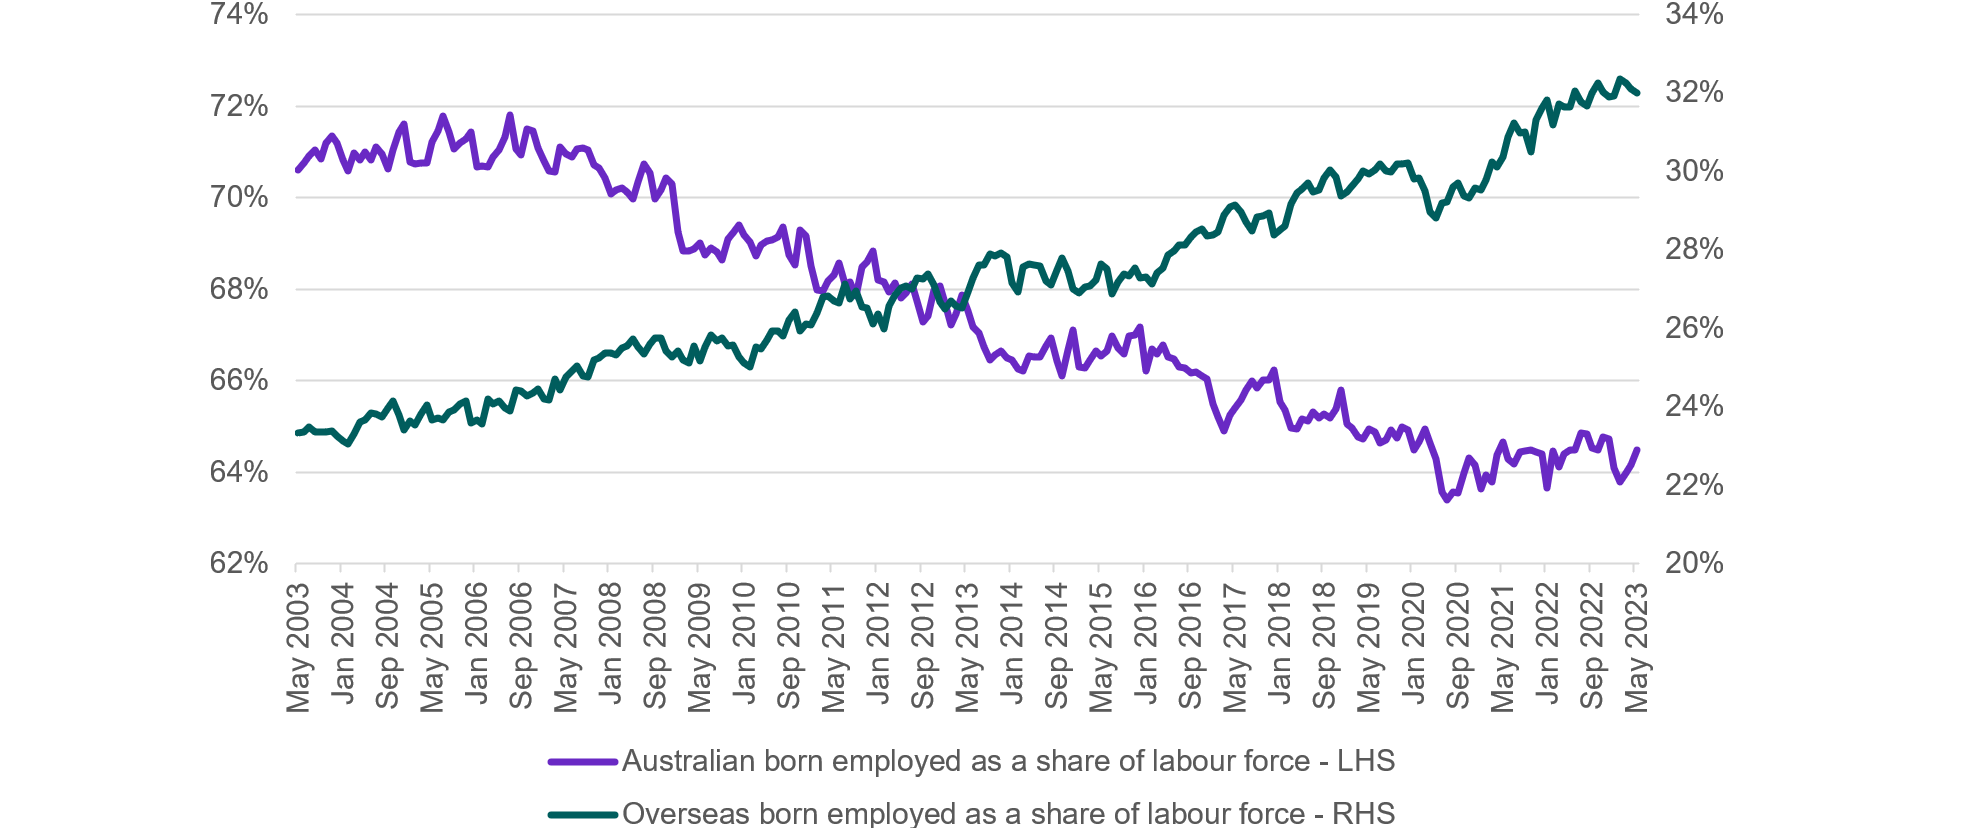 74%
72%
70%
68%
66%
64%
62%
34%
32%
30%
28%
26%
24%
22%
20%
May 2003
Jan 2004
Sep 2004
May 2005
Jan 2006
Sep 2006
May 2007
Jan 2008
Sep 2008
May 2009
Jan 2010
Sep 2010
May 2011
Jan 2012
Sep 2012
May 2013
Jan 2014
Sep 2014
May 2015
Jan 2016
Sep 2016
May 2017
Jan 2018
Sep 2018
May 2019
Jan 2020
Sep 2020
May 2021
Jan 2022
Sep 2022
May 2023
Australian born employed as a share of labour force - LHS
Overseas born employed as a share of labour force - RHS